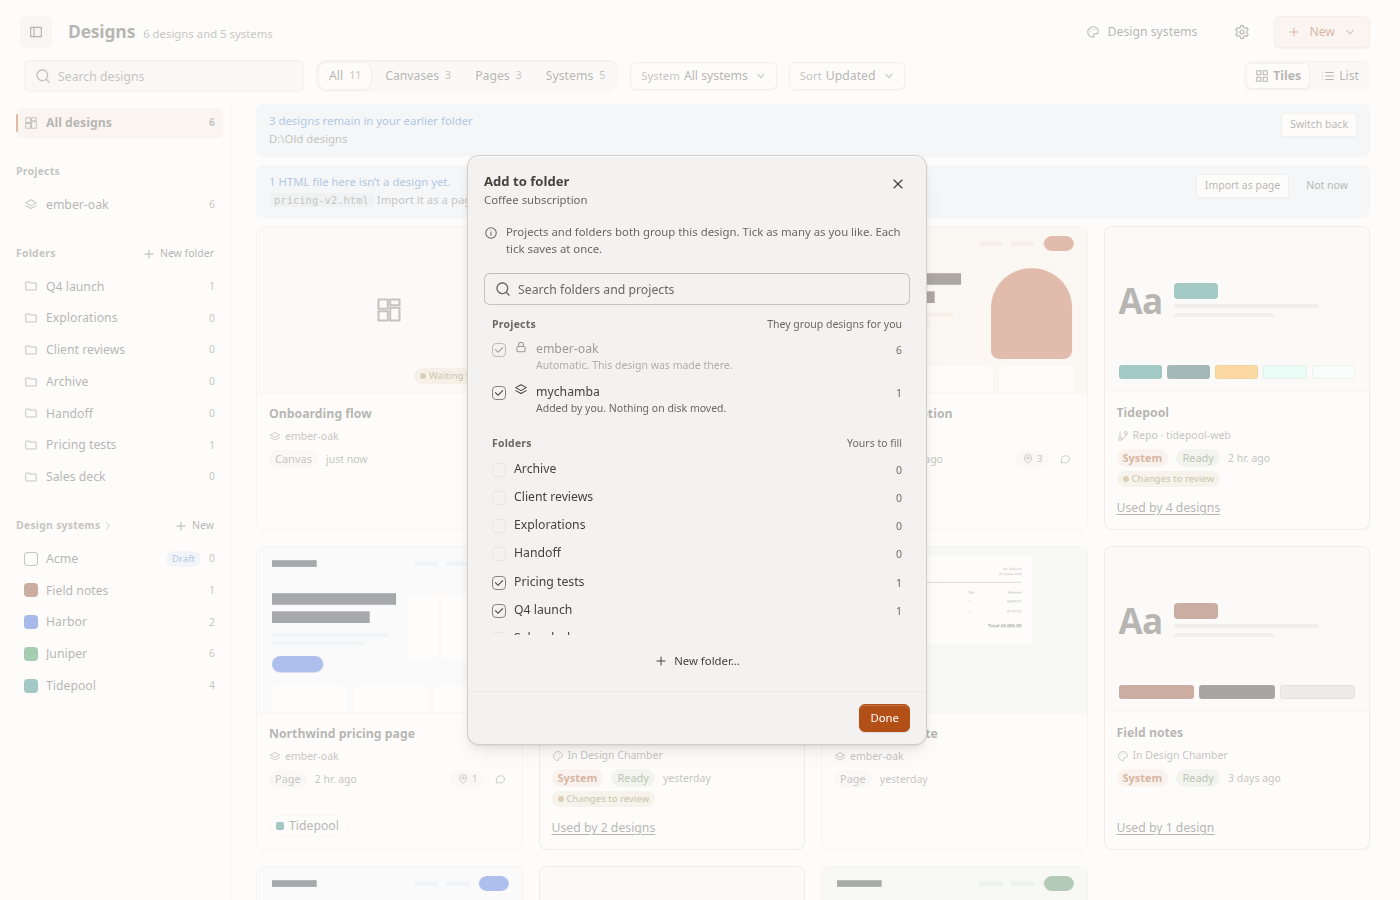 Designs
6 designs and 5 systems
Design systems
New
Search designs
All 11
Canvases 3
Pages 3
Systems 5
System All systems
Sort Updated
Tiles
List
All designs 6
Projects
ember-oak 6
Folders
New folder
Q4 launch 1
Explorations 0
Client reviews 0
Archive 0
Handoff 0
Pricing tests 1
Sales deck 0
Design systems
New
Acme Draft 0
Field notes 1
Harbor 2
Juniper 6
Tidepool 4
3 designs remain in your earlier folder
D:\Old designs
Switch back
1 HTML file here isn't a design yet.
pricing-v2.html Import it as a
Import as page
Not now
Add to folder
Coffee subscription
Projects and folders both group this design. Tick as many as you like. Each
tick saves at once.
Search folders and projects
Projects
They group designs for you
ember-oak 6
Automatic. This design was made there.
mychamba 1
Added by you. Nothing on disk moved.
Folders
Yours to fill
Archive 0
Client reviews 0
Explorations 0
Handoff 0
Pricing tests 1
Q4 launch 1
New folder...
Done
Waiting
Onboarding flow
ember-oak
Canvas just now
ago
3
Aa
Tidepool
Repo · tidepool-web
System Ready 2 hr. ago
Changes to review
Used by 4 designs
Northwind pricing page
ember-oak
Page 2 hr. ago
1
Tidepool
In Design Chamber
System Ready yesterday
Changes to review
Used by 2 designs
ember-oak
Page yesterday
Aa
Field notes
In Design Chamber
System Ready 3 days ago
Used by 1 design